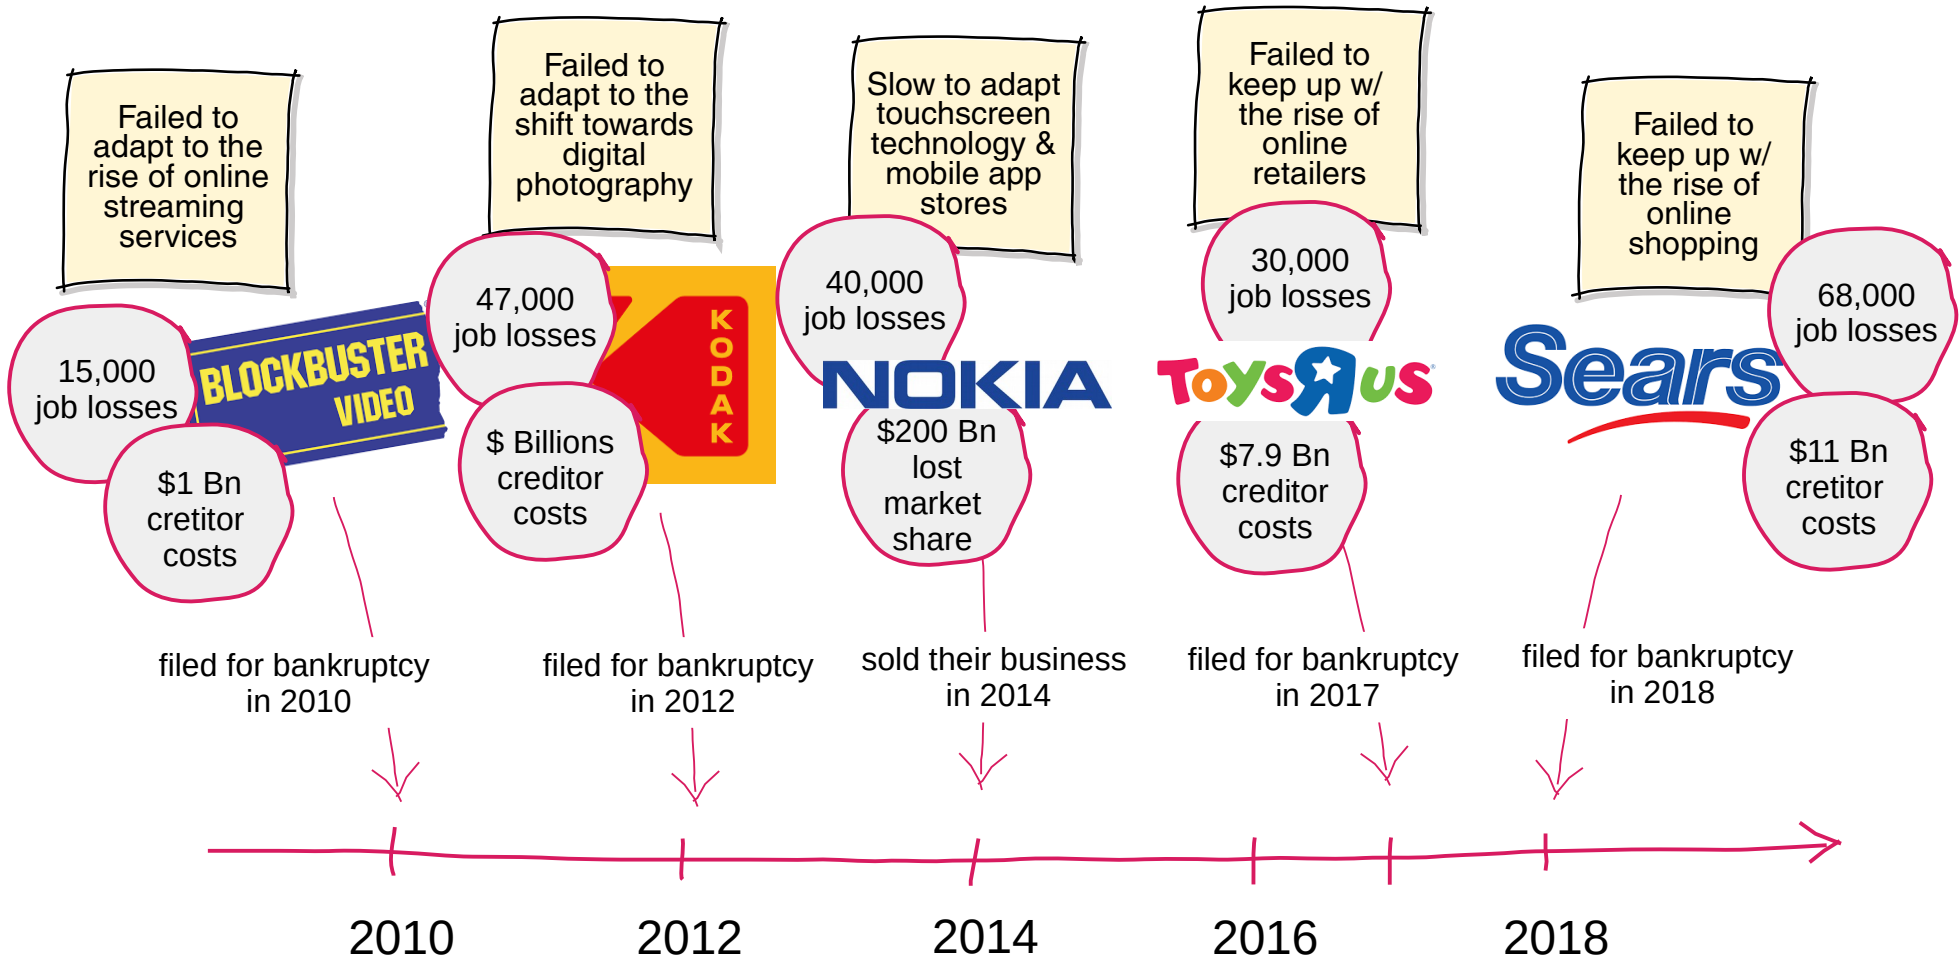 Failed to
adapt to the
rise of online
streaming
services
15,000
job losses
BLOCKBUSTER
VIDEO
$1 Bn
cretitor
costs
filed for bankruptcy
in 2010
Failed to
adapt to the
shift towards
digital
photography
47,000
job losses
KODAK
$ Billions
creditor
costs
filed for bankruptcy
in 2012
Slow to adapt
touchscreen
technology &
mobile app
stores
40,000
job losses
NOKIA
$200 Bn
lost
market
share
sold their business
in 2014
Failed to
keep up w/
the rise of
online
retailers
30,000
job losses
ToysЯus
$7.9 Bn
creditor
costs
filed for bankruptcy
in 2017
Failed to
keep up w/
the rise of
online
shopping
68,000
job losses
Sears
$11 Bn
cretitor
costs
filed for bankruptcy
in 2018
2010
2012
2014
2016
2018